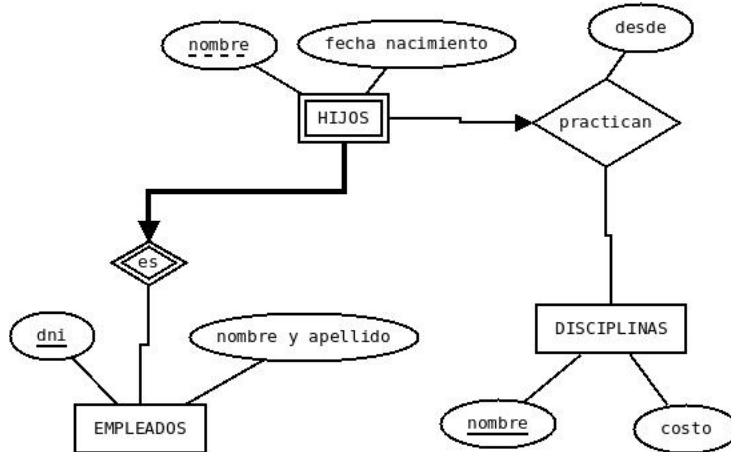 desde
nombre
fecha nacimiento
HIJOS
practican
es
dni
nombre y apellido
DISCIPLINAS
EMPLEADOS
nombre
costo